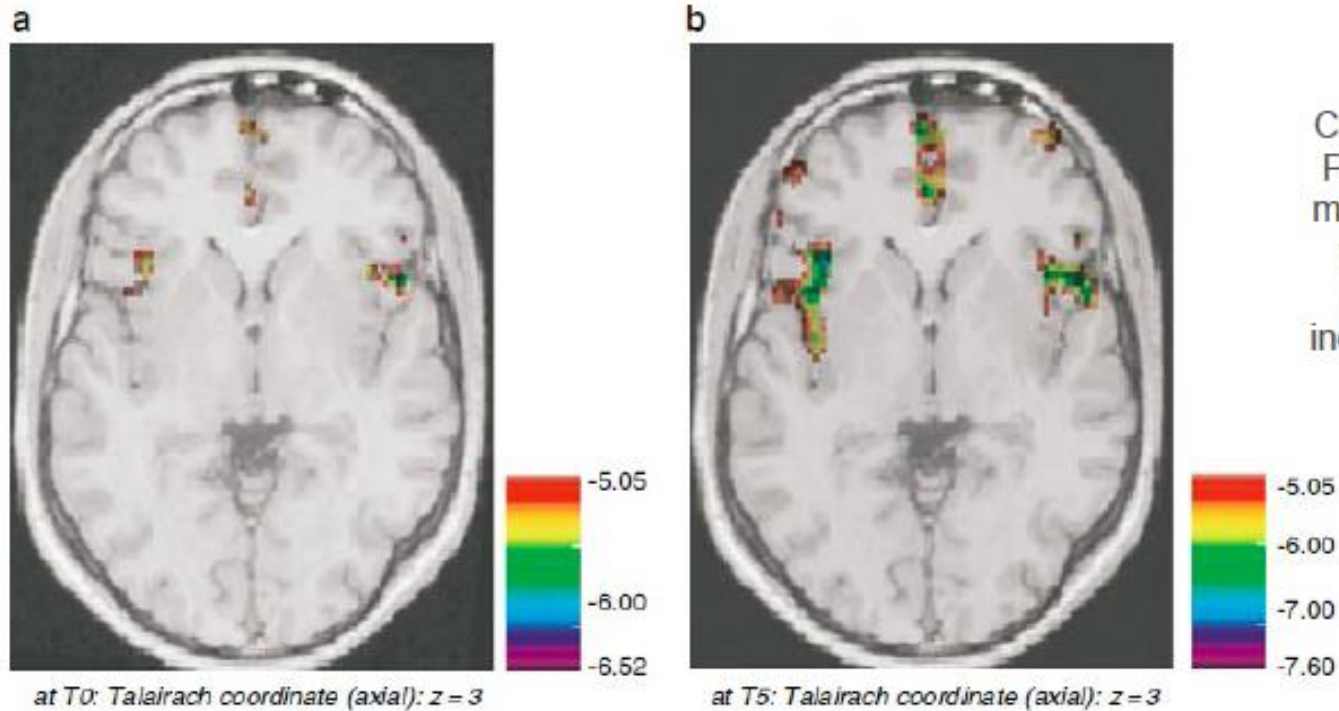 a
b
-5.05
-6.00
-6.52
-5.05
-6.00
-7.00
-7.60
at T0: Talairach coordinate (axial): z = 3
at T5: Talairach coordinate (axial): z = 3
C
P
m
inc